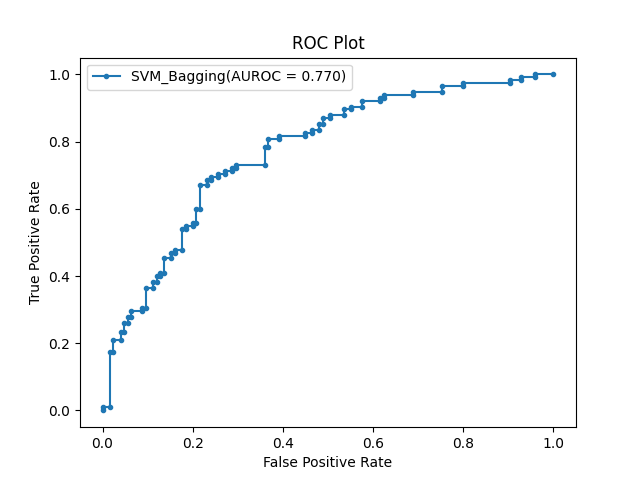 ROC Plot
SVM_Bagging(AUROC = 0.770)
True Positive Rate
1.0
0.8
0.6
0.4
0.2
0.0
0.0 0.2 0.4 0.6 0.8 1.0
False Positive Rate